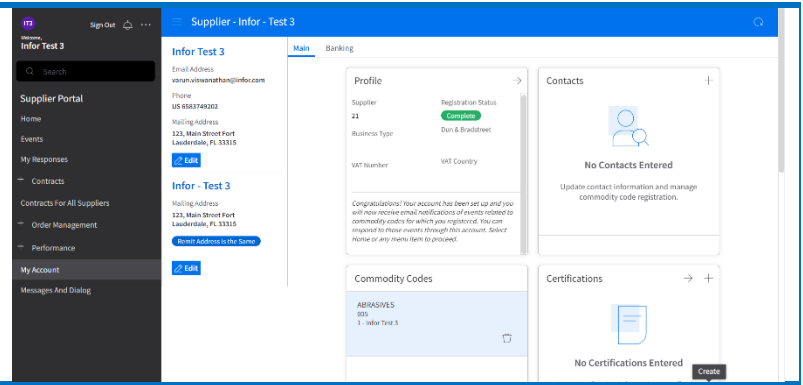 IT3
Sign Out
Welcome,
Infor Test 3
Search
Supplier Portal
Home
Events
My Responses
Contracts
Contracts For All Suppliers
Order Management
Performance
My Account
Messages And Dialog
Supplier - Infor - Test 3
Infor Test 3
Email Address
varun.viswanathan@infor.com
Phone
US 6583749202
Mailing Address
123, Main Street Fort
Lauderdale, FL 33315
Edit
Infor - Test 3
Mailing Address
123, Main Street Fort
Lauderdale, FL 33315
Remit Address is the Same
Edit
Main Banking
Profile
Supplier
21
Registration Status
Complete
Business Type
Dun & Bradstreet
VAT Number
VAT Country
Congratulations! Your account has been set up and you
will now receive email notifications of events related to
commodity codes for which you registered. You can
respond to those events through this account. Select
Home or any menu item to proceed.
Contacts
No Contacts Entered
Update contact information and manage
commodity code registration.
Commodity Codes
ABRASIVES
005
1 - Infor Test 3
Certifications
No Certifications Entered
Create